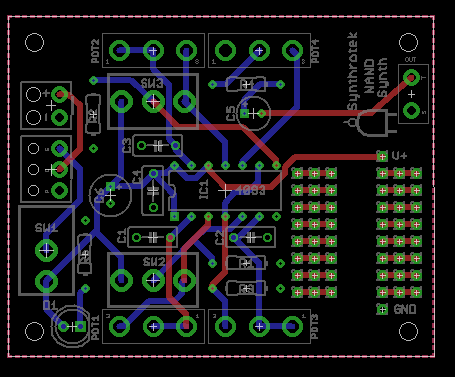 POT2
POT4
SW3
Synthrotek
NAND
Synth
OUT
C5
C3
V+
C4
IC1
4093
C6
SW1
C1
C2
SW2
D1
POT1
POT3
GND